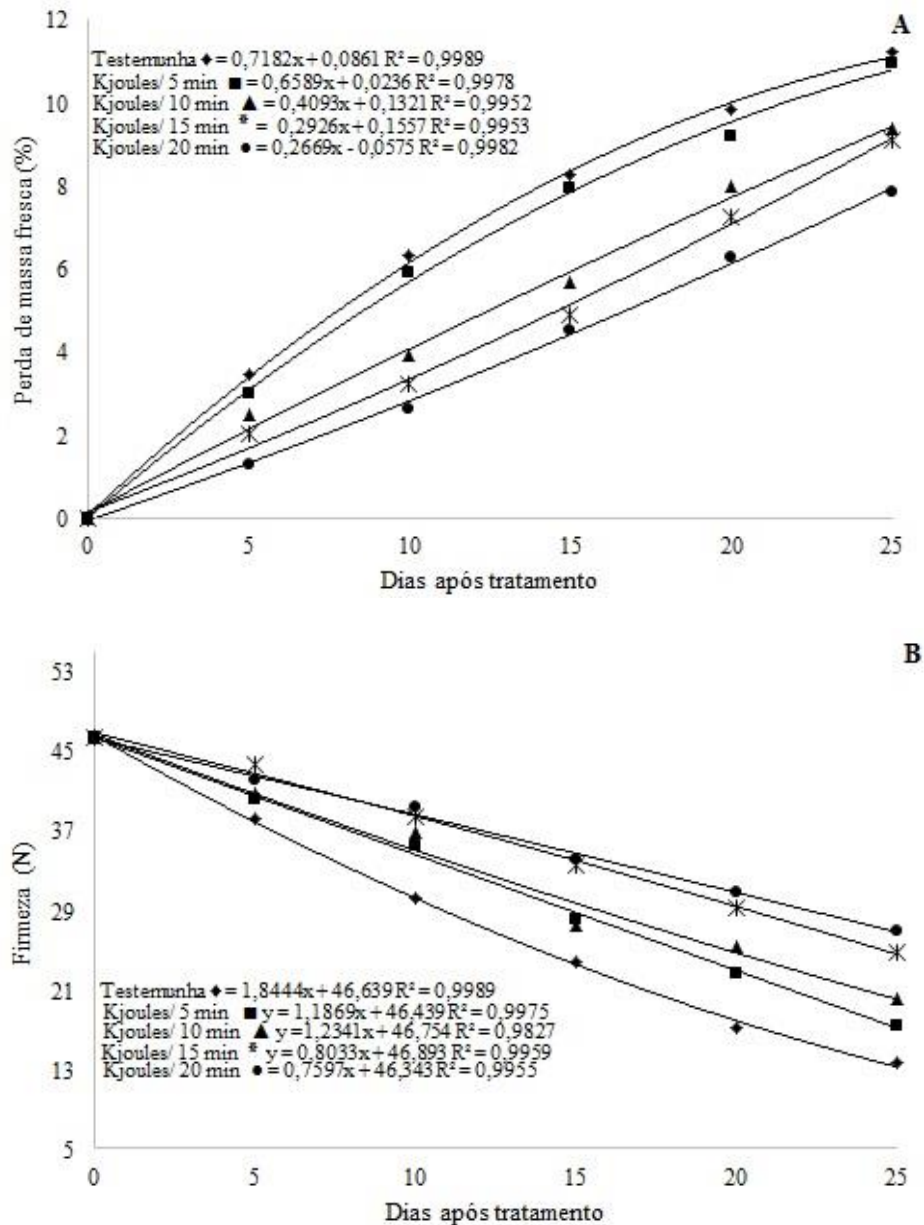 A
12
Testemunha ♦ = 0,7182x + 0,0861 R² = 0,9989
Kjoules/ 5 min ■ = 0,6589x + 0,0236 R² = 0,9978
Kjoules/ 10 min ▲ = 0,4093x + 0,1321 R² = 0,9952
Kjoules/ 15 min * = 0,2926x + 0,1557 R² = 0,9953
Kjoules/ 20 min ● = 0,2669x - 0,0575 R² = 0,9982
10
8
6
4
2
0
Perda de massa fresca (%)
0 5 10 15 20 25
Dias após tratamento
B
53
45
37
29
21
13
5
Firmeza (N)
Testemunha ♦ = 1,8444x + 46,639 R² = 0,9989
Kjoules/ 5 min ■ y = 1,1869x + 46,439 R² = 0,9975
Kjoules/ 10 min ▲ y = 1,2341x + 46,754 R² = 0,9827
Kjoules/ 15 min * y = 0,8033x + 46,893 R² = 0,9959
Kjoules/ 20 min ● = 0,7597x + 46,343 R² = 0,9955
0 5 10 15 20 25
Dias após tratamento